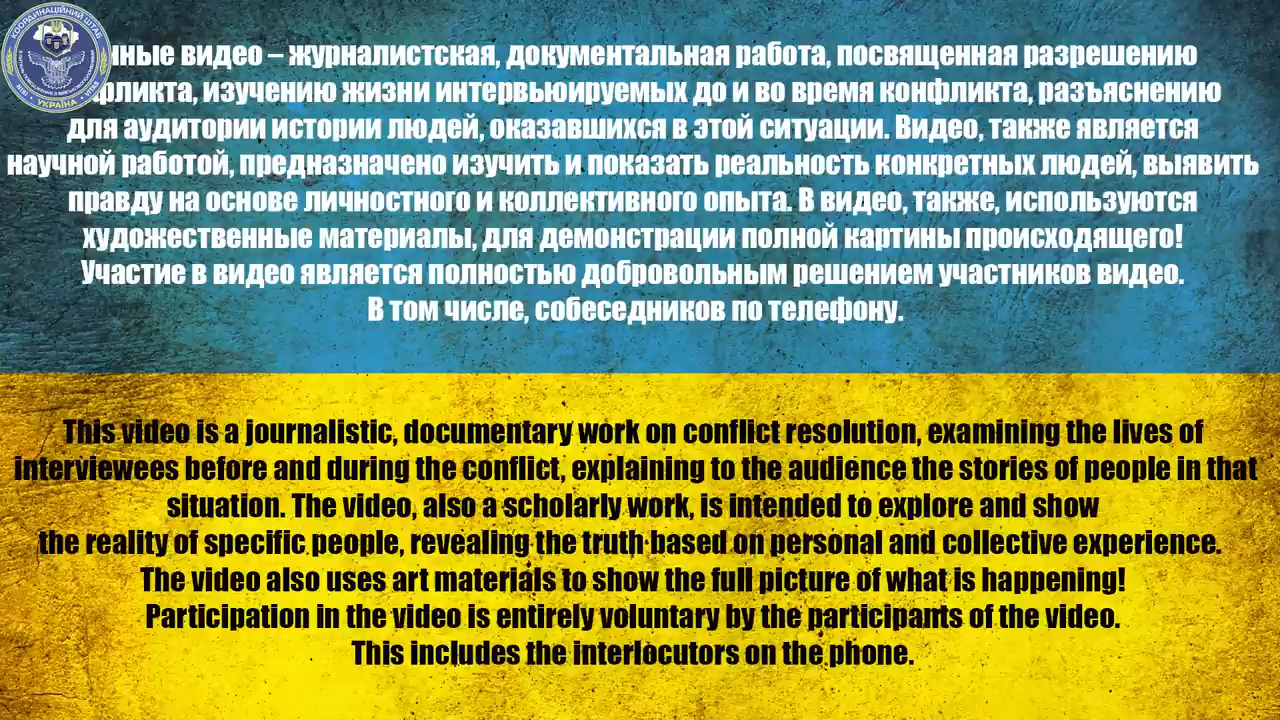 КООРДИНАЦІЙНИЙ ШТАБ
УКРАЇНА
видео – журналистская, документальная работа, посвященная разрешению
изучению жизни интервьюируемых до и во время конфликта, разъяснению
для аудитории истории людей, оказавшихся в этой ситуации. Видео, также является
научной работой, предназначено изучить и показать реальность конкретных людей, выявить
правду на основе личностного и коллективного опыта. В видео, также, используются
художественные материалы, для демонстрации полной картины происходящего!
Участие в видео является полностью добровольным решением участников видео.
В том числе, собеседников по телефону.
This video is a journalistic, documentary work on conflict resolution, examining the lives of
interviewees before and during the conflict, explaining to the audience the stories of people in that
situation. The video, also a scholarly work, is intended to explore and show
the reality of specific people, revealing the truth based on personal and collective experience.
The video also uses art materials to show the full picture of what is happening!
Participation in the video is entirely voluntary by the participants of the video.
This includes the interlocutors on the phone.